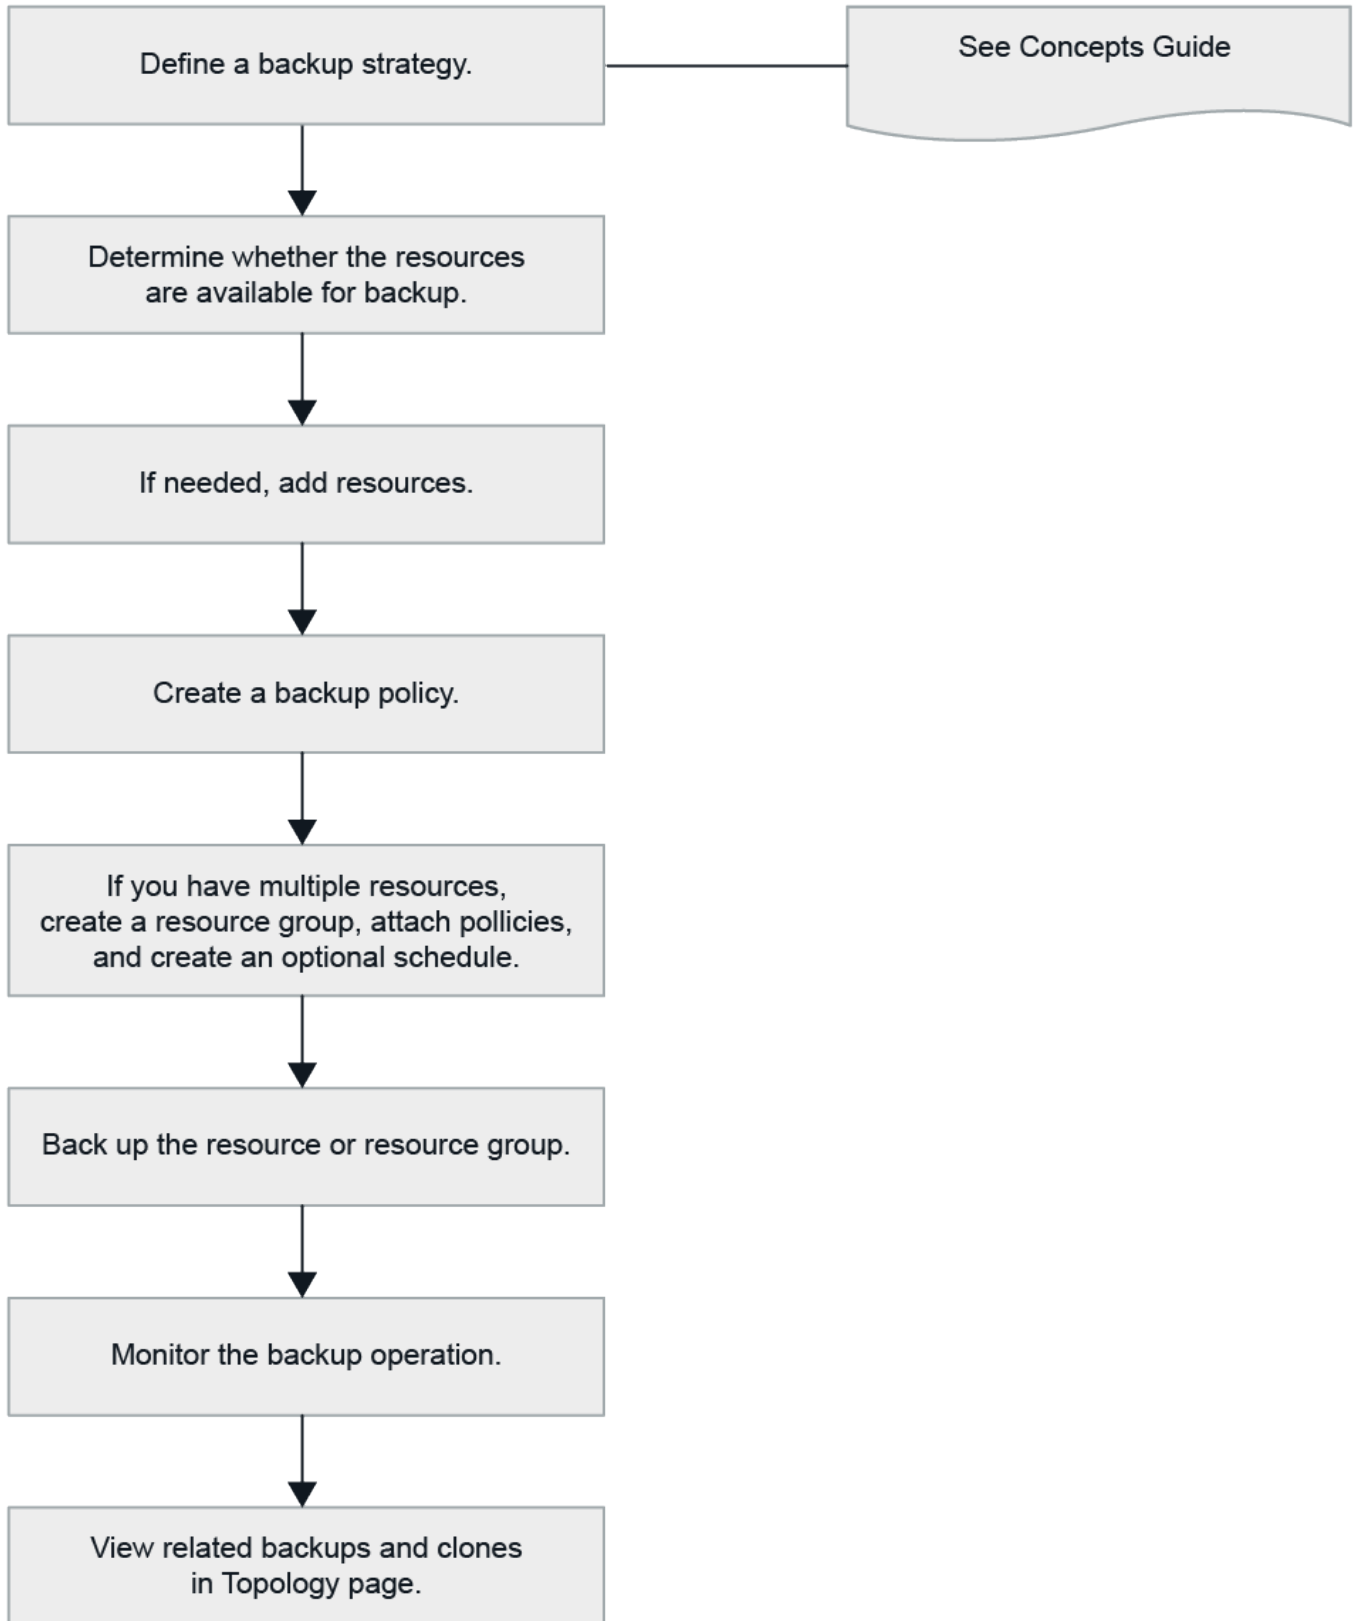 Define a backup strategy.
See Concepts Guide
Determine whether the resources
are available for backup.
If needed, add resources.
Create a backup policy.
If you have multiple resources,
create a resource group, attach pollicies,
and create an optional schedule.
Back up the resource or resource group.
Monitor the backup operation.
View related backups and clones
in Topology page.